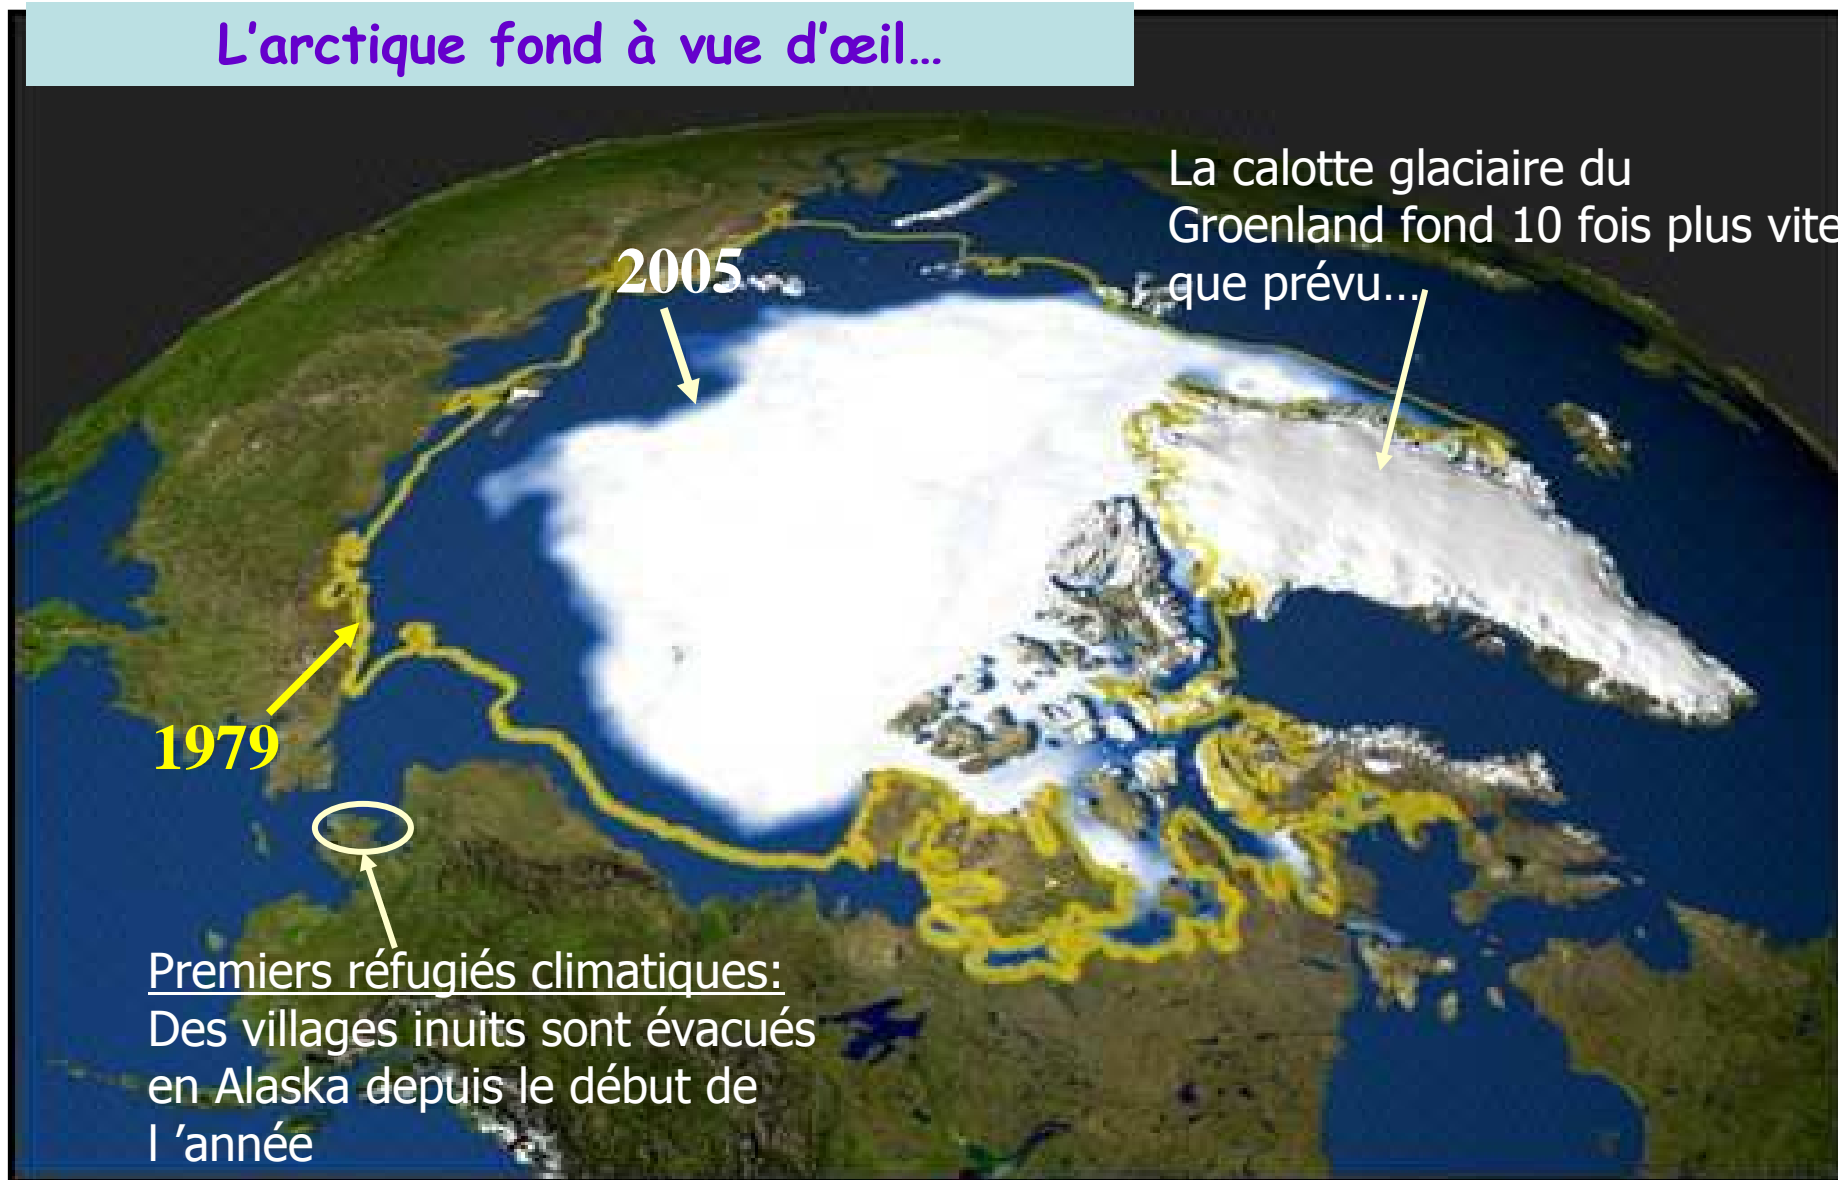 L'arctique fond à vue d'œil…
La calotte glaciaire du
Groenland fond 10 fois plus vite
que prévu…
2005
1979
Premiers réfugiés climatiques:
Des villages inuits sont évacués
en Alaska depuis le début de
l ’année